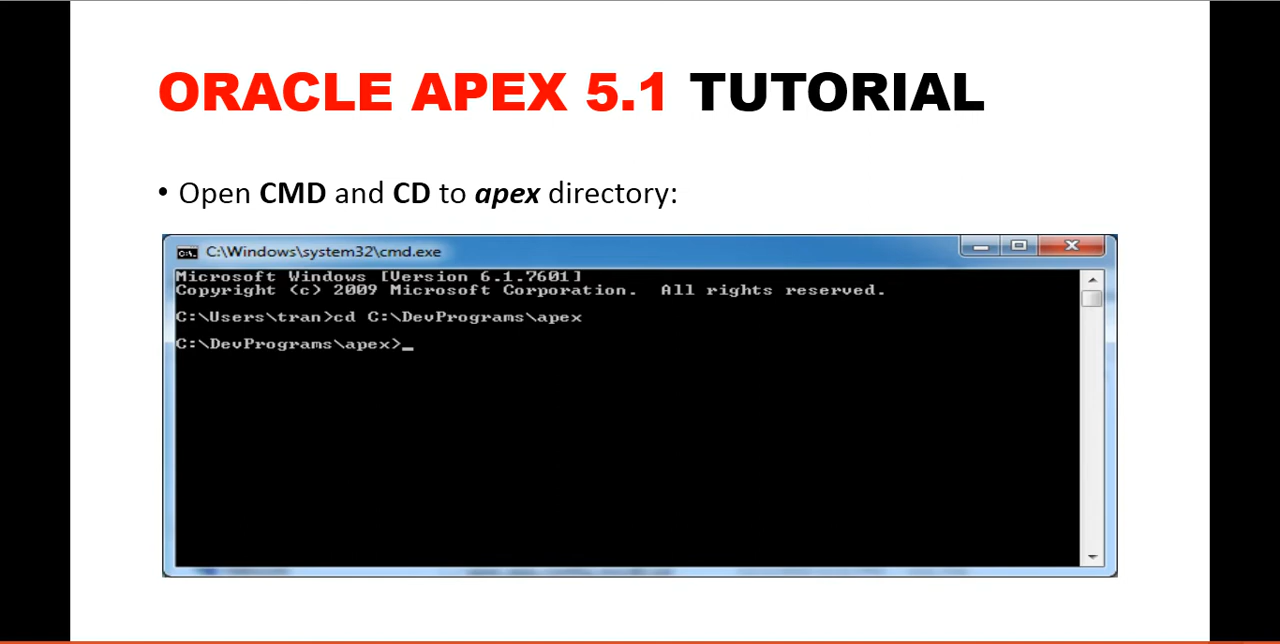 ORACLE APEX 5.1 TUTORIAL
• Open CMD and CD to apex directory:
C:\Windows\system32\cmd.exe
Microsoft Windows [Version 6.1.7601]
Copyright (c) 2009 Microsoft Corporation.  All rights reserved.
C:\Users\tran>cd C:\DevPrograms\apex
C:\DevPrograms\apex>_